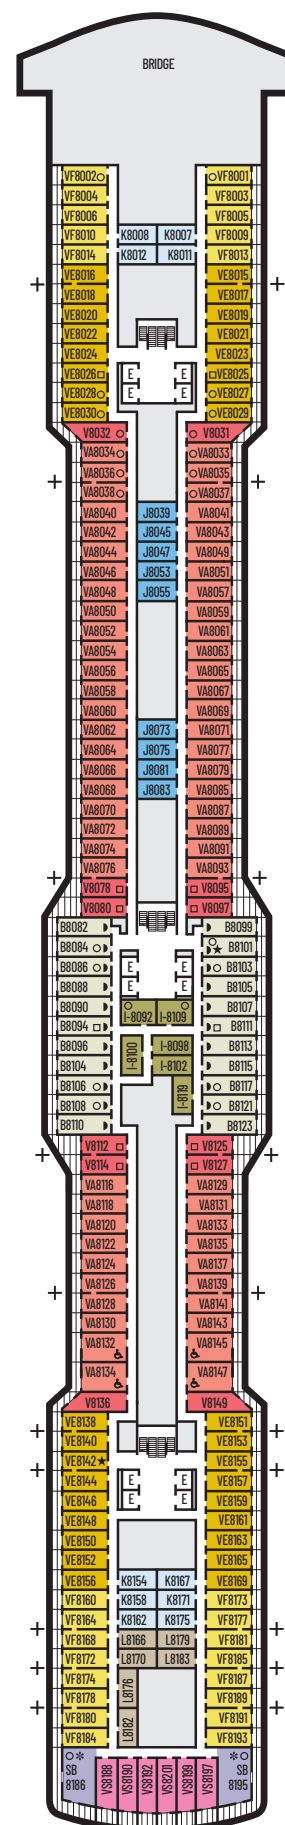 BRIDGE
VF8002 VF8001
VF8004 VF8003
VF8006 VF8005
VF8010 K8008 K8007 VF8009
VF8014 K8012 K8011 VF8013
VE8016 VE8015
VE8018 VE8017
VE8020 VE8019
VE8022 VE8021
VE8024 VE8023
VE8026 E E VE8025
VE8028 E E VE8027
VE8030 VE8029
V8032 V8031
VA8034 VA8033
VA8036 VA8035
VA8038 VA8037
VA8040 J8039 VA8041
VA8042 J8045 VA8043
VA8044 J8047 VA8049
VA8046 J8053 VA8051
VA8048 J8055 VA8057
VA8050 VA8059
VA8052 VA8061
VA8054 VA8063
VA8056 VA8065
VA8058 VA8067
VA8060 VA8069
VA8062 J8073 VA8071
VA8064 J8075 VA8077
VA8066 J8081 VA8079
VA8068 J8083 VA8085
VA8070 VA8087
VA8072 VA8089
VA8074 VA8091
VA8076 VA8093
V8078 V8095
V8080 V8097
B8082 B8099
B8084 B8101
B8086 E E B8103
B8088 E E B8105
B8090 I-8092 I-8109 B8107
B8094 B8111
B8096 I-8100 I-8098 B8113
B8104 I-8102 B8115
B8106 I-8119 B8117
B8108 B8121
B8110 B8123
V8112 V8125
V8114 V8127
VA8116 VA8129
VA8118 VA8131
VA8120 VA8133
VA8122 VA8135
VA8124 VA8137
VA8126 VA8139
VA8128 VA8141
VA8130 VA8143
VA8132 VA8145
VA8134 VA8147
V8136 V8149
VE8138 VE8151
VE8140 VE8153
VE8142 VE8155
VE8144 E E VE8157
VE8146 E E VE8159
VE8148 VE8161
VE8150 VE8163
VE8152 VE8165
VE8156 K8154 K8167 VE8169
VF8160 K8158 K8171 VF8173
VF8164 K8162 K8175 VF8177
VF8168 L8166 L8179 VF8181
VF8172 L8170 L8183 VF8185
VF8174 L8176 VF8187
VF8178 VF8189
VF8180 L8182 VF8191
VF8184 VF8193
SB 8186 VS8188 VS8190 VS8192 VS8201 VS8199 VS8197 SB 8195